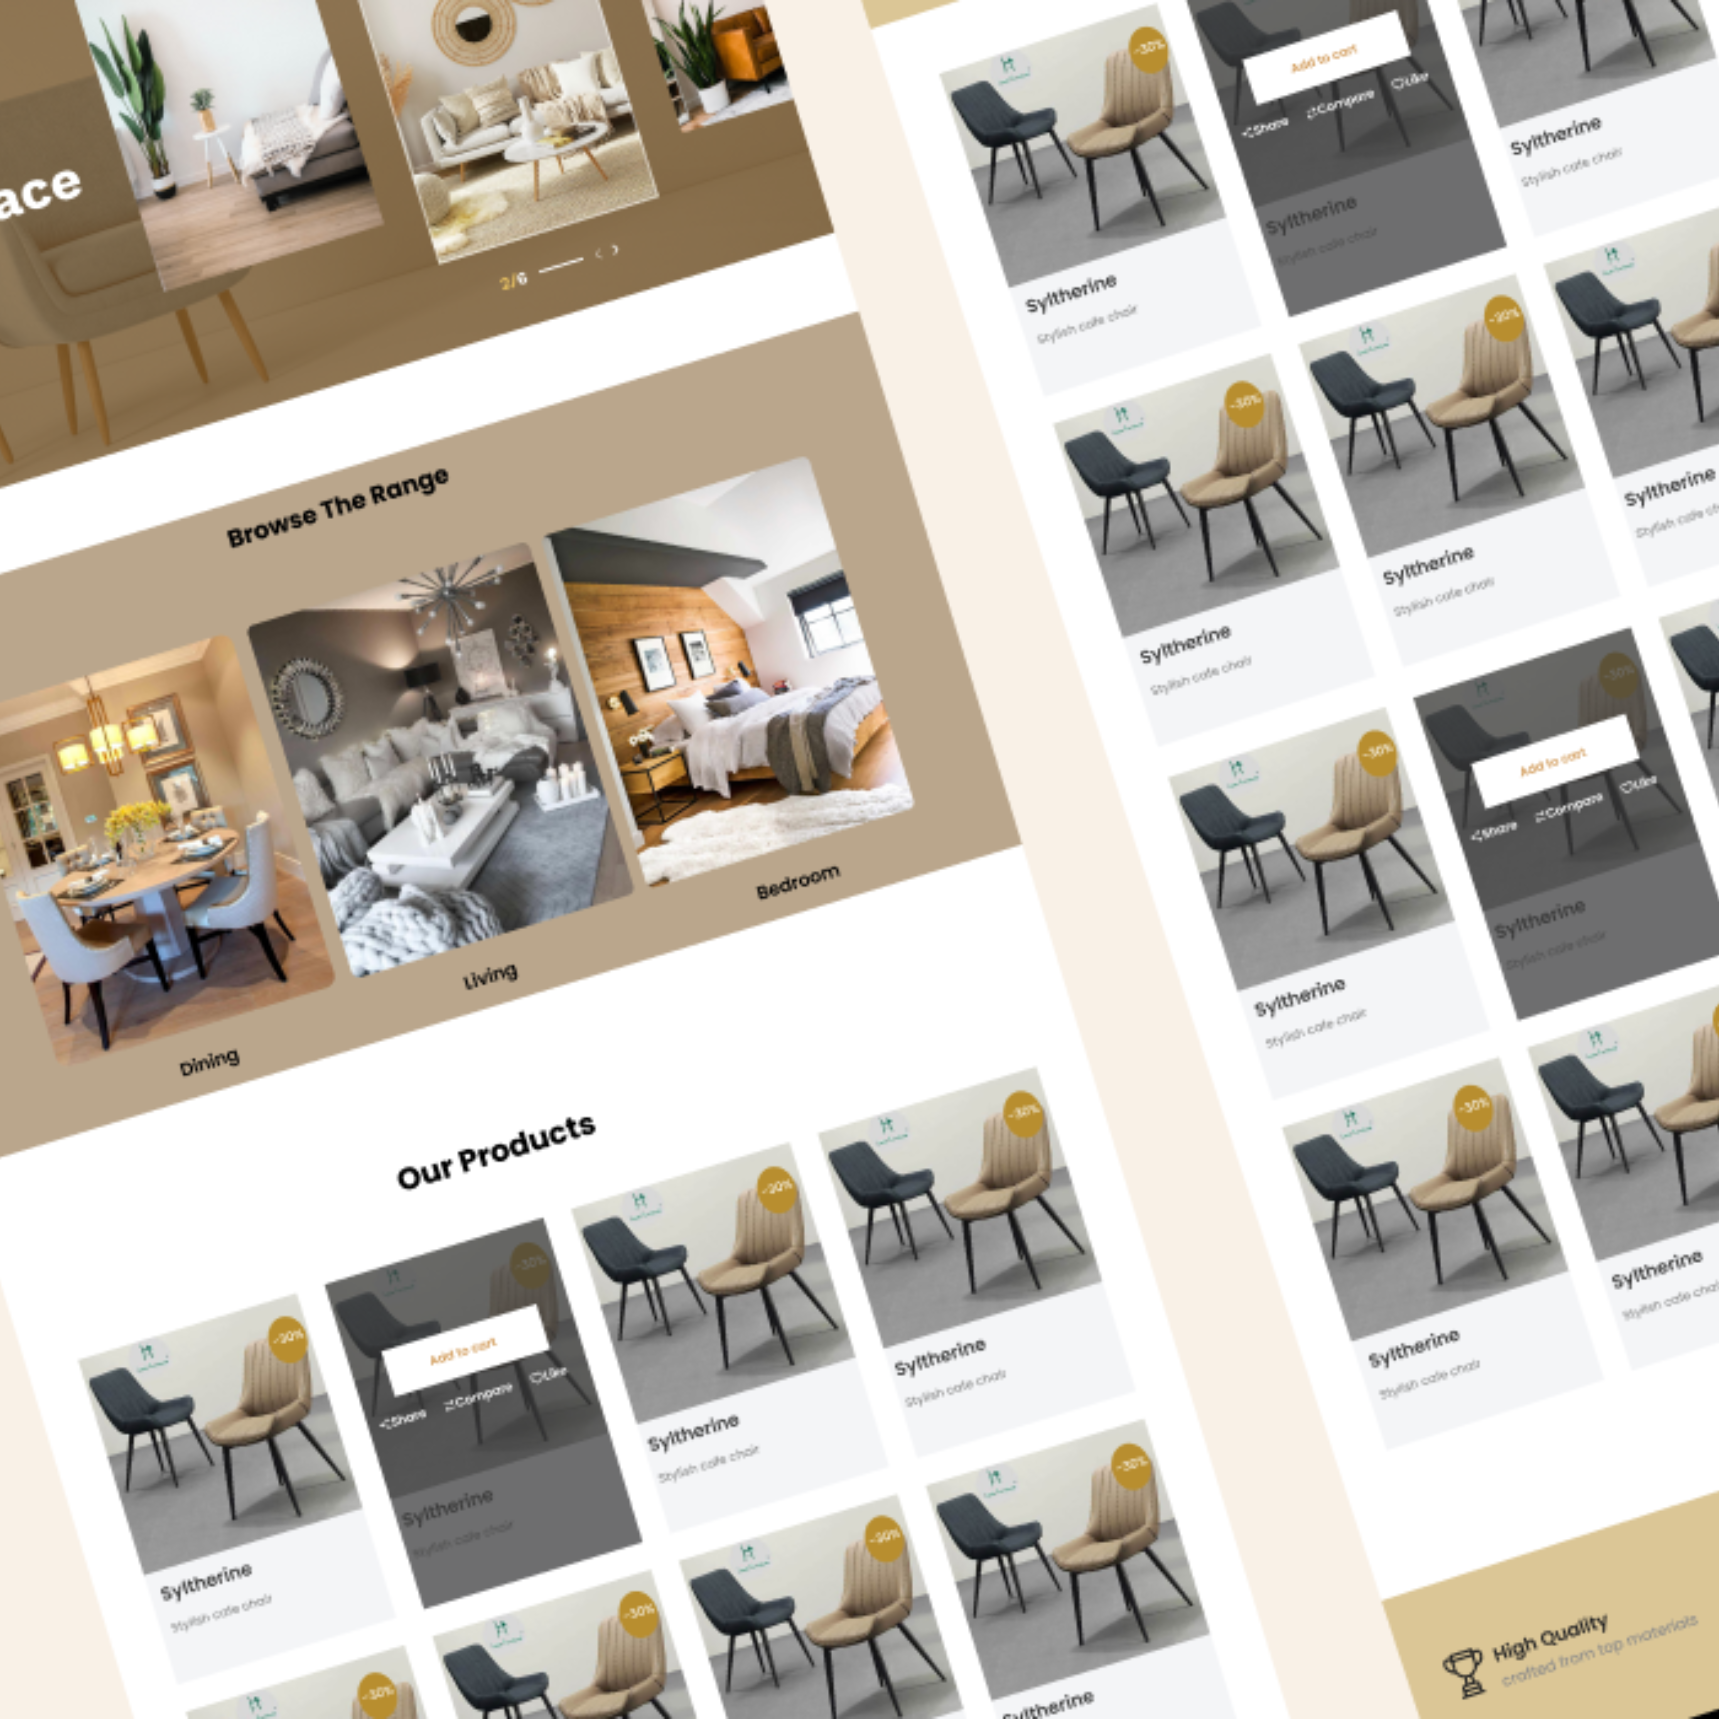 ace
2/6
Browse The Range
Dining
Living
Bedroom
Our Products
-30%
Syltherine
Stylish cafe chair
-30%
Add to cart
Share Compare Like
Syltherine
Stylish cafe chair
-30%
Syltherine
Stylish cafe chair
-30%
Syltherine
Stylish cafe chair
-30%
-30%
-30%
-30%
Syltherine
-30%
Syltherine
Stylish cafe chair
Add to cart
Share Compare Like
Syltherine
Stylish cafe chair
Syltherine
Stylish cafe chair
-30%
Syltherine
Stylish cafe chair
-30%
Syltherine
Stylish cafe chair
Syltherine
Stylish cafe ch
-30%
Syltherine
Stylish cafe chair
-30%
Add to cart
Share Compare Like
Syltherine
Stylish cafe chair
-30%
Syltherine
Stylish cafe chair
Syltherine
Stylish cafe chai
High Quality
crafted from top materials